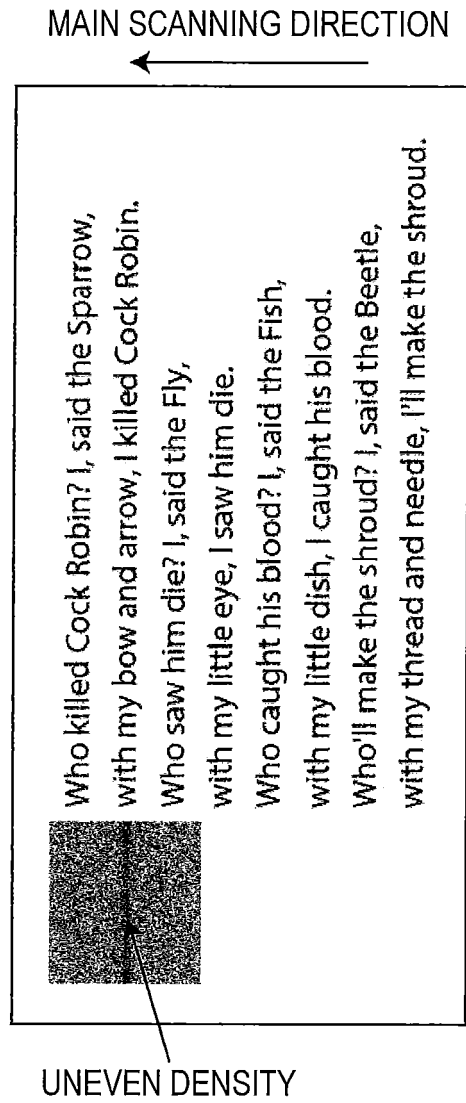 MAIN SCANNING DIRECTION
Who killed Cock Robin? I, said the Sparrow,
with my bow and arrow, I killed Cock Robin.
Who saw him die? I, said the Fly,
with my little eye, I saw him die.
Who caught his blood? I, said the Fish,
with my little dish, I caught his blood.
Who'll make the shroud? I, said the Beetle,
with my thread and needle, I'll make the shroud.
UNEVEN DENSITY